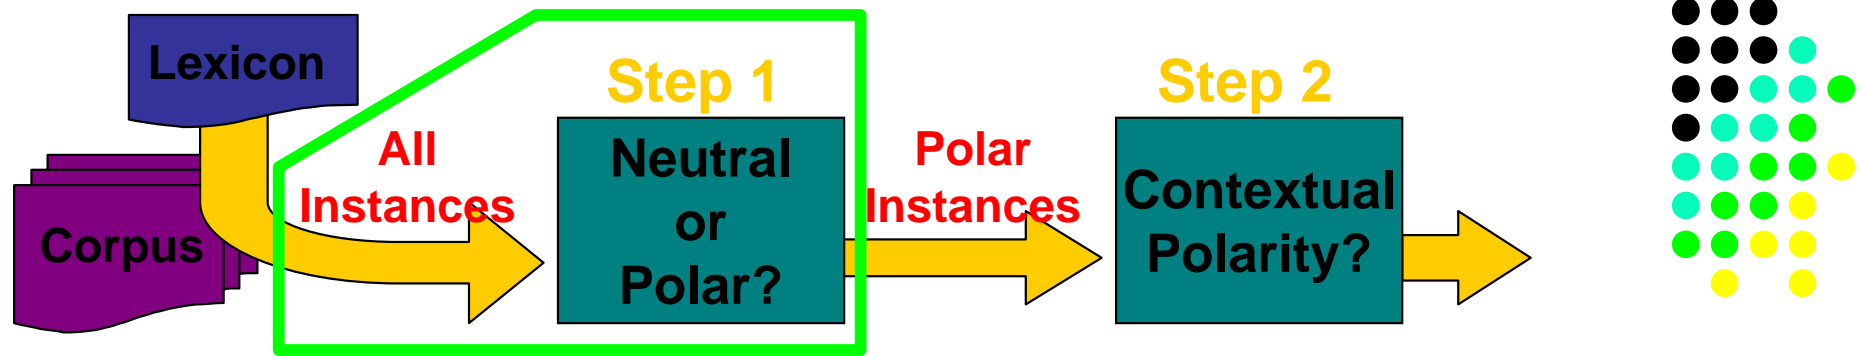 Lexicon
Corpus
All
Instances
Step 1
Neutral
or
Polar?
Polar
Instances
Step 2
Contextual
Polarity?